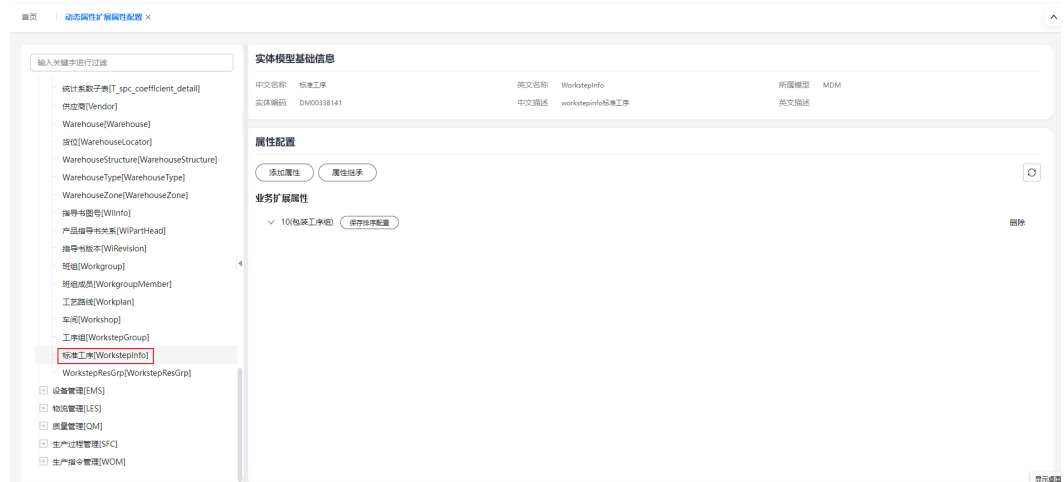 首页 动态属性扩展属性配置 ×
输入关键字进行过滤
统计系数子表[T_spc_coefficient_detail]
供应商[Vendor]
Warehouse[Warehouse]
货位[WarehouseLocator]
WarehouseStructure[WarehouseStructure]
WarehouseType[WarehouseType]
WarehouseZone[WarehouseZone]
指导书图号[WiInfo]
产品指导书关系[WiPartHead]
指导书版本[WiRevision]
班组[Workgroup]
班组成员[WorkgroupMember]
工艺路线[Workplan]
车间[Workshop]
工序组[WorkstepGroup]
标准工序[WorkstepInfo]
WorkstepResGrp[WorkstepResGrp]
设备管理[EMS]
物流管理[LES]
质量管理[QM]
生产过程管理[SFC]
生产指令管理[WOM]
实体模型基础信息
中文名称 标准工序 英文名称 WorkstepInfo 所属模型 MDM
实体编码 DM00338141 中文描述 workstepinfo标准工序 英文描述
属性配置
添加属性 属性继承
业务扩展属性
10(包装工序组) 保存排序配置 删除
显示桌面